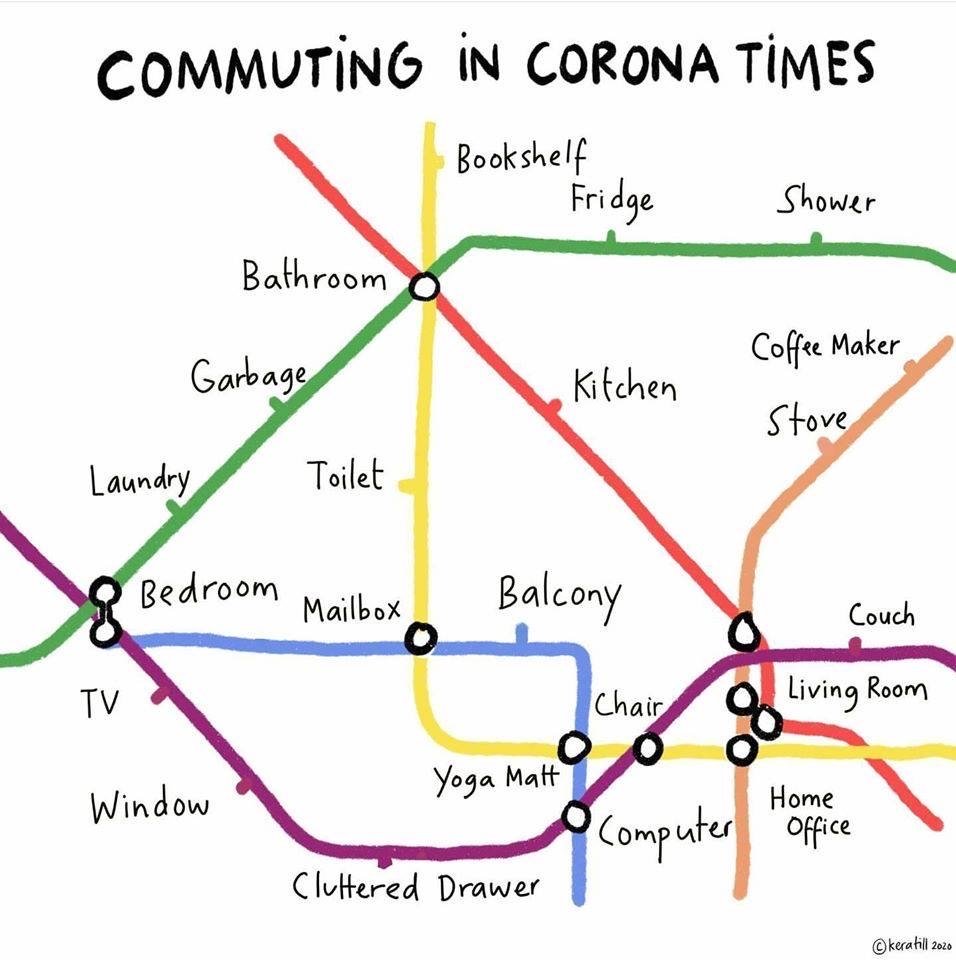 COMMUTING IN CORONA TIMES
Bookshelf
Fridge
Shower
Bathroom
Coffee Maker
Garbage
Kitchen
Stove
Laundry
Toilet
Bedroom
Mailbox
Balcony
Couch
TV
Chair
Living Room
Yoga Matt
Window
Home
Office
Computer
Cluttered Drawer
©kerahill 2020